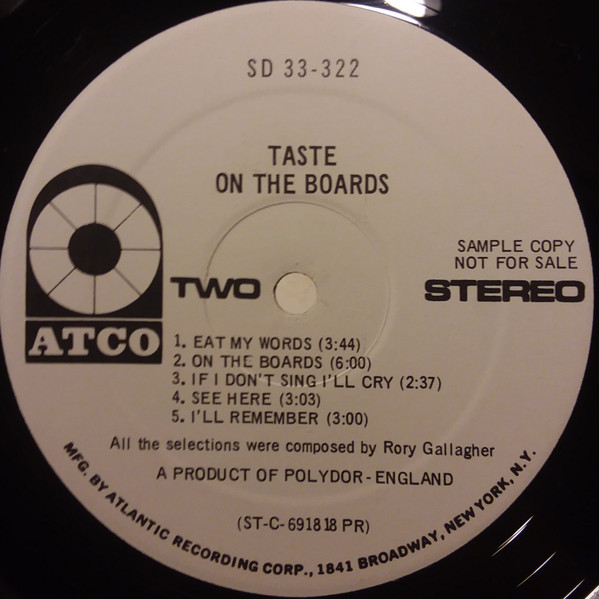 SD 33-322
TASTE
ON THE BOARDS
SAMPLE COPY
NOT FOR SALE
TWO
STEREO
ATCO
1. EAT MY WORDS (3:44)
2. ON THE BOARDS (6:00)
3. IF I DON'T SING I'LL CRY (2:37)
4. SEE HERE (3:03)
5. I'LL REMEMBER (3:00)
All the selections were composed by Rory Gallagher
A PRODUCT OF POLYDOR-ENGLAND
(ST-C-691818 PR)
MFG. BY ATLANTIC RECORDING CORP., 1841 BROADWAY, NEW YORK, N.Y.